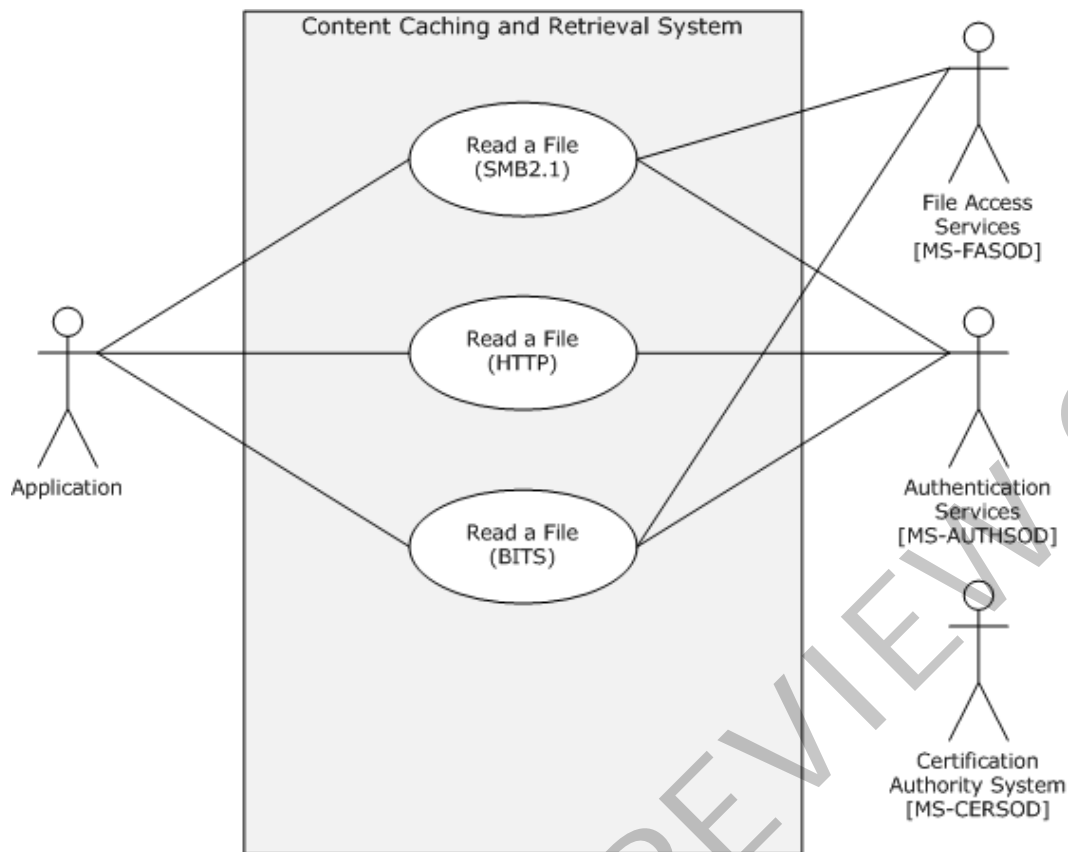 Content Caching and Retrieval System
Read a File
(SMB2.1)
File Access
Services
[MS-FASOD]
Read a File
(HTTP)
Application
Authentication
Services
[MS-AUTHSOD]
Read a File
(BITS)
Certification
Authority System
[MS-CERSOD]
REVIEW